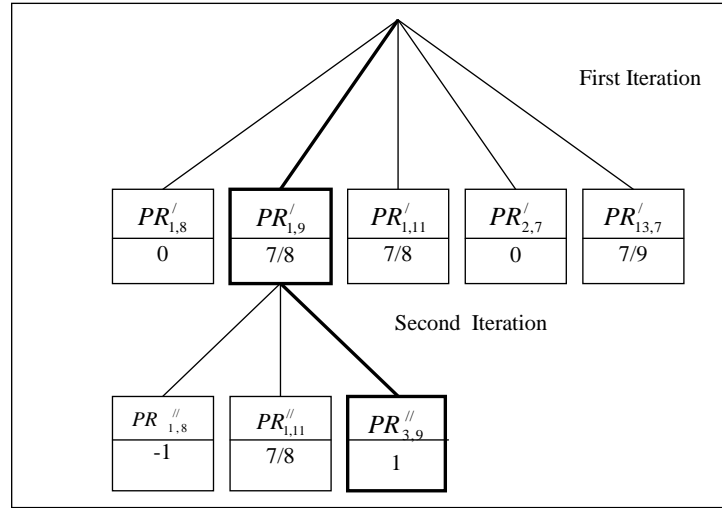 First Iteration
PR/1,8 PR/1,9 PR/1,11 PR/2,7 PR/13,7
0 7/8 7/8 0 7/9
Second Iteration
PR //1,8 PR//1,11 PR//3,9
-1 7/8 1